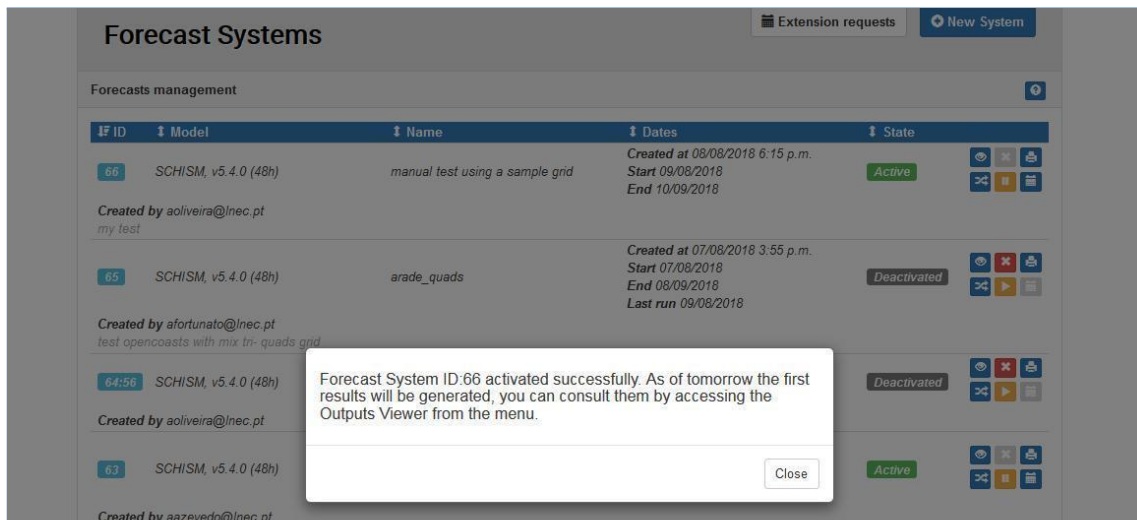 Forecast Systems
Extension requests
New System
Forecasts management
ID Model Name Dates State
66 SCHISM, v5.4.0 (48h) manual test using a sample grid
Created at 08/08/2018 6:15 p.m.
Start 09/08/2018
End 10/09/2018
Active
Created by aoliveira@lnec.pt
my test
65 SCHISM, v5.4.0 (48h) arade_quads
Created at 07/08/2018 3:55 p.m.
Start 07/08/2018
End 08/09/2018
Last run 09/08/2018
Deactivated
Created by afortunato@lnec.pt
test opencoasts with mix tri- quads grid
64:56 SCHISM, v5.4.0 (48h)
Deactivated
Created by aoliveira@lnec.pt
Forecast System ID:66 activated successfully. As of tomorrow the first
results will be generated, you can consult them by accessing the
Outputs Viewer from the menu.
Close
63 SCHISM, v5.4.0 (48h)
Active
Created by aazevedo@lnec.pt